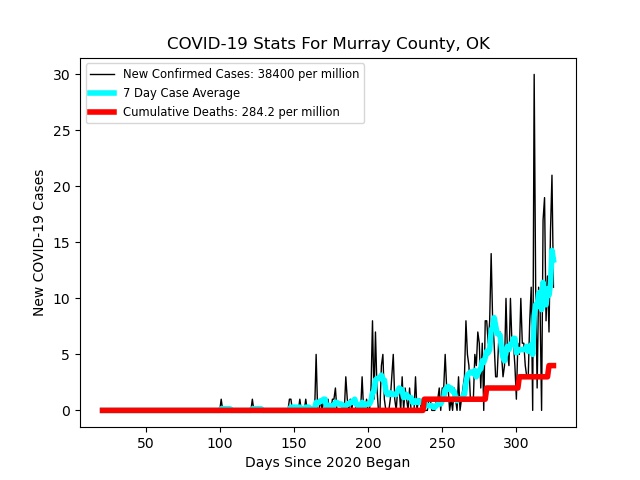 COVID-19 Stats For Murray County, OK
New Confirmed Cases: 38400 per million
7 Day Case Average
Cumulative Deaths: 284.2 per million
New COVID-19 Cases
30
25
20
15
10
5
0
50 100 150 200 250 300
Days Since 2020 Began